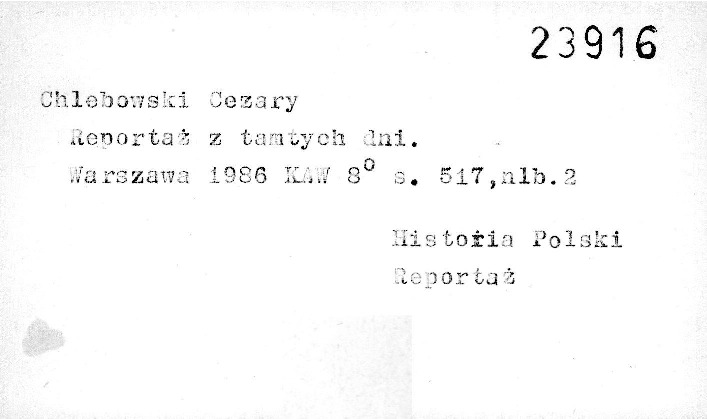 23916
Chlebowski Cezary
Reportaż z tamtych dni.
Warszawa 1986 KAW 8° s. 517,nlb.2
Historia Polski
Reportaż